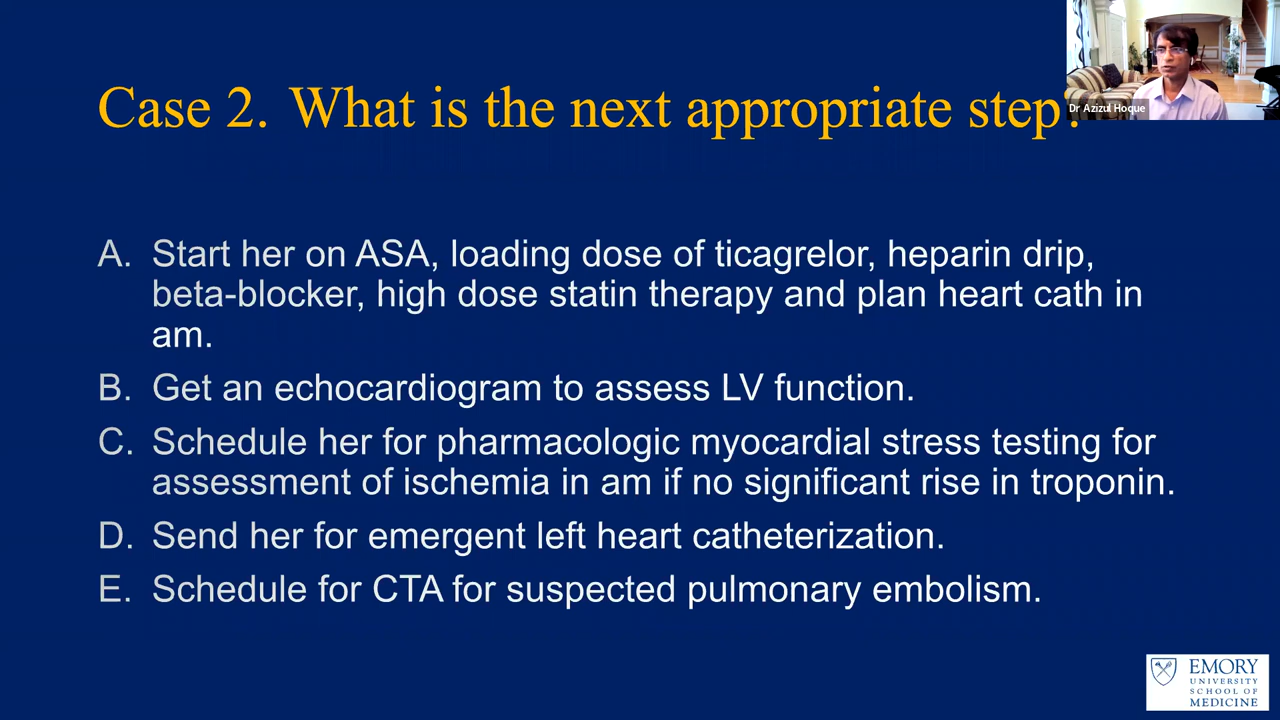 Case 2. What is the next appropriate step?
Dr Azizul Hoque
A. Start her on ASA, loading dose of ticagrelor, heparin drip,
beta-blocker, high dose statin therapy and plan heart cath in
am.
B. Get an echocardiogram to assess LV function.
C. Schedule her for pharmacologic myocardial stress testing for
assessment of ischemia in am if no significant rise in troponin.
D. Send her for emergent left heart catheterization.
E. Schedule for CTA for suspected pulmonary embolism.
EMORY
UNIVERSITY
SCHOOL OF
MEDICINE